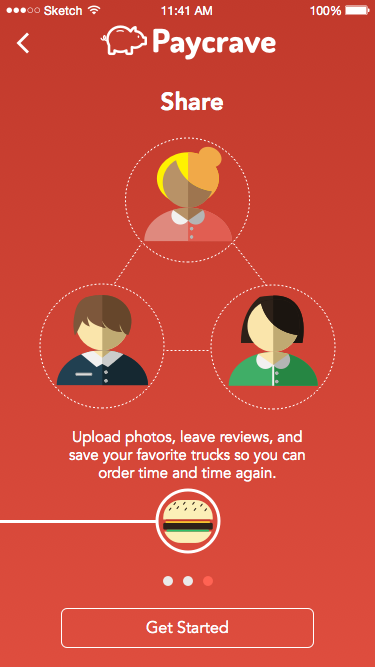 Sketch 11:41 AM 100%
Paycrave
Share
Upload photos, leave reviews, and
save your favorite trucks so you can
order time and time again.
Get Started